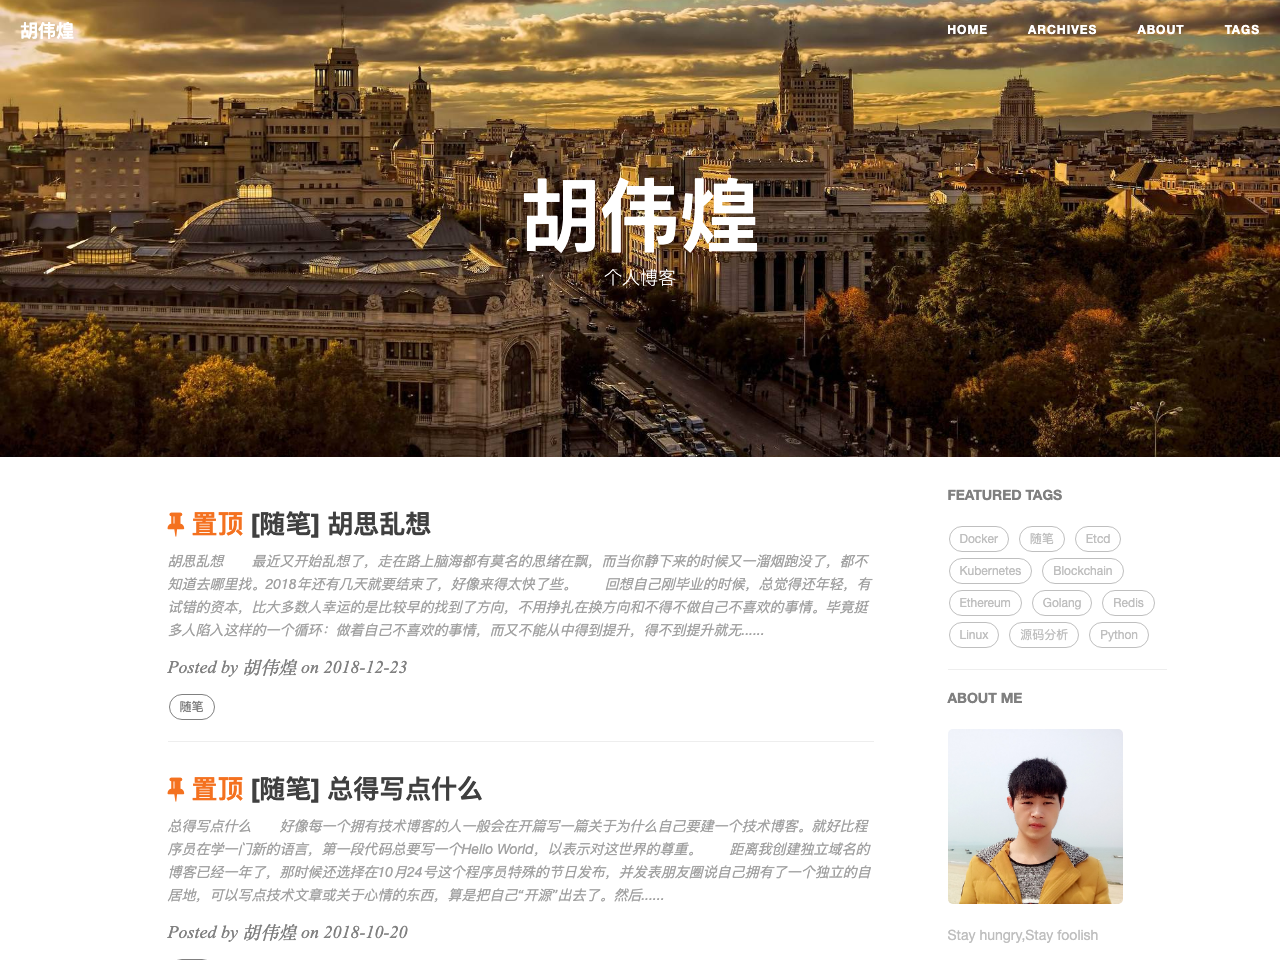 胡伟煌
HOME ARCHIVES ABOUT TAGS
胡伟煌
个人博客
置顶 [随笔] 胡思乱想
胡思乱想　　最近又开始乱想了，走在路上脑海都有莫名的思绪在飘，而当你静下来的时候又一溜烟跑没了，都不
知道去哪里找。2018年还有几天就要结束了，好像来得太快了些。　　回想自己刚毕业的时候，总觉得还年轻，有
试错的资本，比大多数人幸运的是比较早的找到了方向，不用挣扎在换方向和不得不做自己不喜欢的事情。毕竟挺
多人陷入这样的一个循环：做着自己不喜欢的事情，而又不能从中得到提升，得不到提升就无......
Posted by 胡伟煌 on 2018-12-23
随笔
置顶 [随笔] 总得写点什么
总得写点什么　　好像每一个拥有技术博客的人一般会在开篇写一篇关于为什么自己要建一个技术博客。就好比程
序员在学一门新的语言，第一段代码总要写一个Hello World，以表示对这世界的尊重。　　距离我创建独立域名的
博客已经一年了，那时候还选择在10月24号这个程序员特殊的节日发布，并发表朋友圈说自己拥有了一个独立的自
居地，可以写点技术文章或关于心情的东西，算是把自己“开源”出去了。然后......
Posted by 胡伟煌 on 2018-10-20
FEATURED TAGS
Docker 随笔 Etcd
Kubernetes Blockchain
Ethereum Golang Redis
Linux 源码分析 Python
ABOUT ME
Stay hungry,Stay foolish